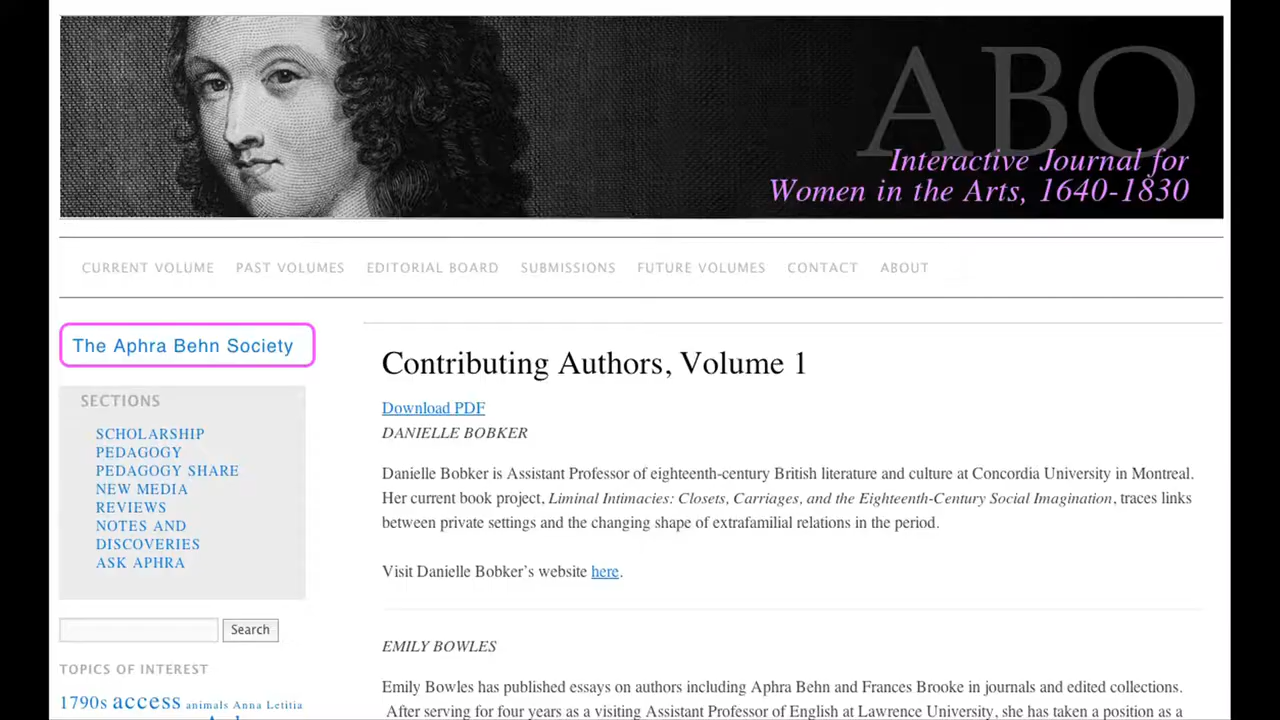 ABO
Interactive Journal for
Women in the Arts, 1640-1830
CURRENT VOLUME PAST VOLUMES EDITORIAL BOARD SUBMISSIONS FUTURE VOLUMES CONTACT ABOUT
The Aphra Behn Society
SECTIONS
SCHOLARSHIP
PEDAGOGY
PEDAGOGY SHARE
NEW MEDIA
REVIEWS
NOTES AND
DISCOVERIES
ASK APHRA
Search
TOPICS OF INTEREST
1790s access animals Anna Letitia
Contributing Authors, Volume 1
Download PDF
DANIELLE BOBKER
Danielle Bobker is Assistant Professor of eighteenth-century British literature and culture at Concordia University in Montreal.
Her current book project, Liminal Intimacies: Closets, Carriages, and the Eighteenth-Century Social Imagination, traces links
between private settings and the changing shape of extrafamilial relations in the period.
Visit Danielle Bobker’s website here.
EMILY BOWLES
Emily Bowles has published essays on authors including Aphra Behn and Frances Brooke in journals and edited collections.
After serving for four years as a visiting Assistant Professor of English at Lawrence University, she has taken a position as a